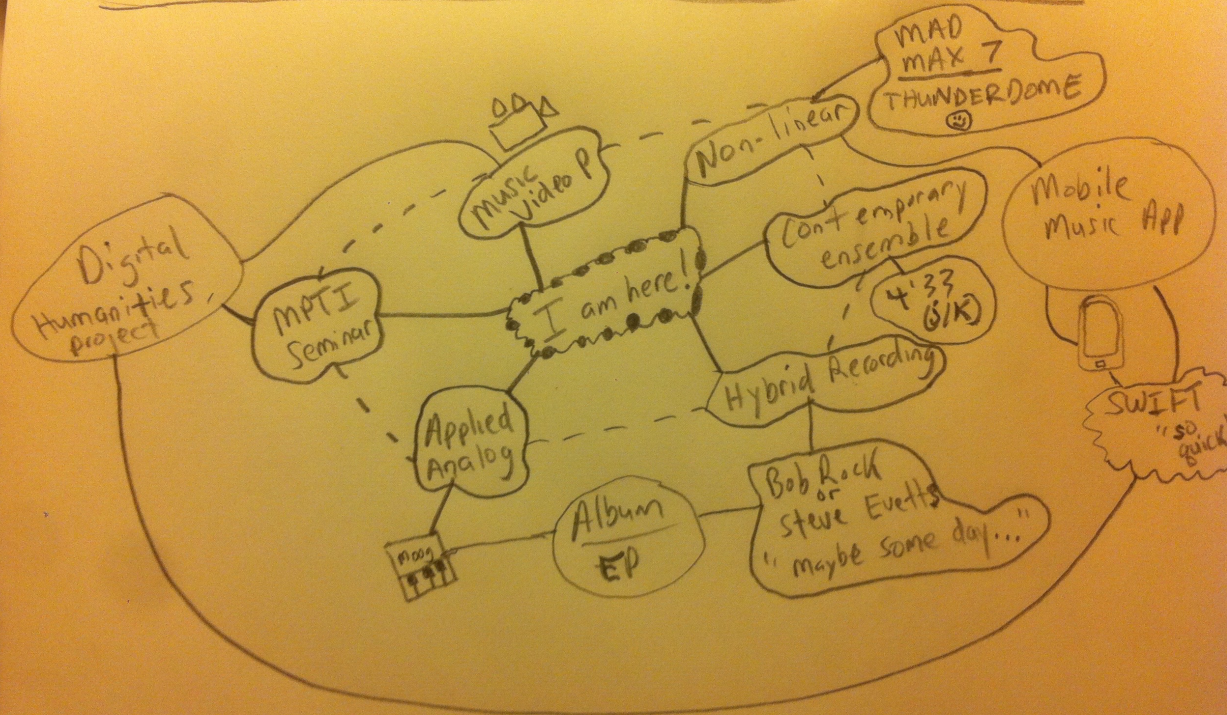 MAD
MAX 7
THUNDERDOME
Non-linear
Music
Video P
Mobile
Music App
Contemporary
ensemble
Digital
Humanities
project
I am here!
4'33
(J/K)
MPTI
Seminar
Hybrid Recording
SWIFT
"so
quick
Applied
Analog
Bob Rock
or
Steve Evetts
"maybe some day..."
Album
EP
moog